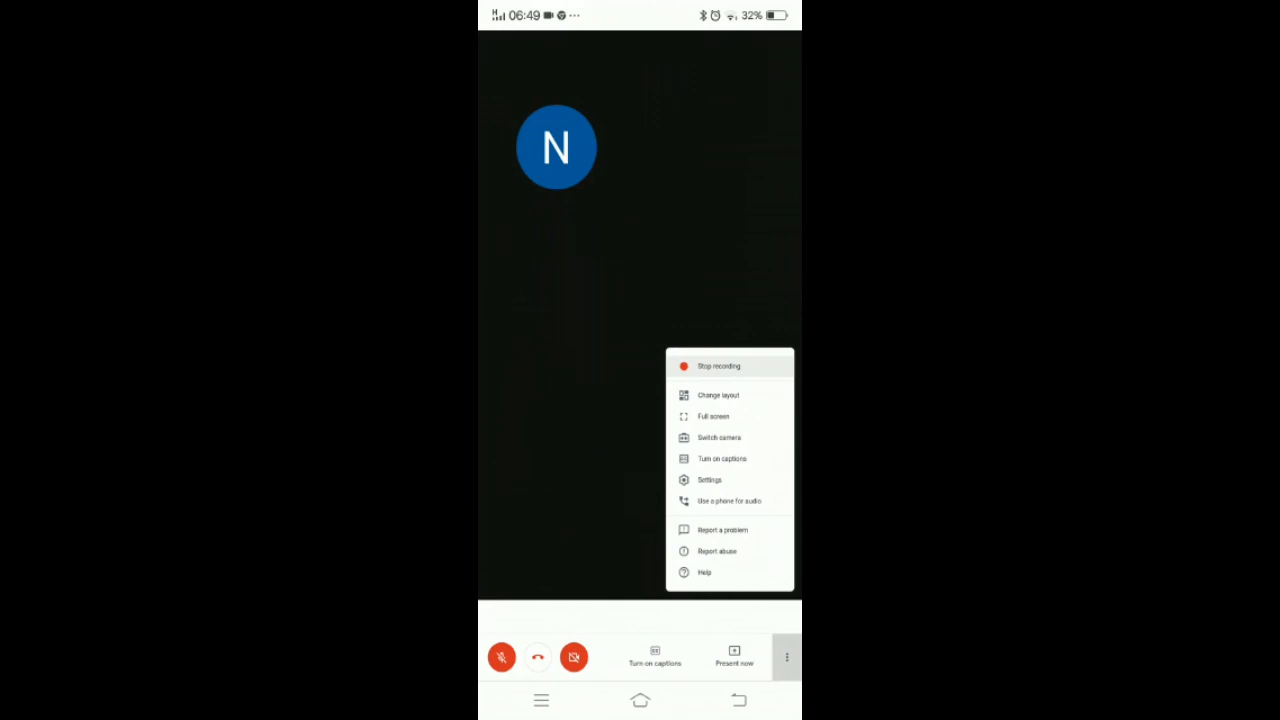 H 06:49 32%
N
Stop recording
Change layout
Full screen
Switch camera
Turn on captions
Settings
Use a phone for audio
Report a problem
Report abuse
Help
Turn on captions
Present now